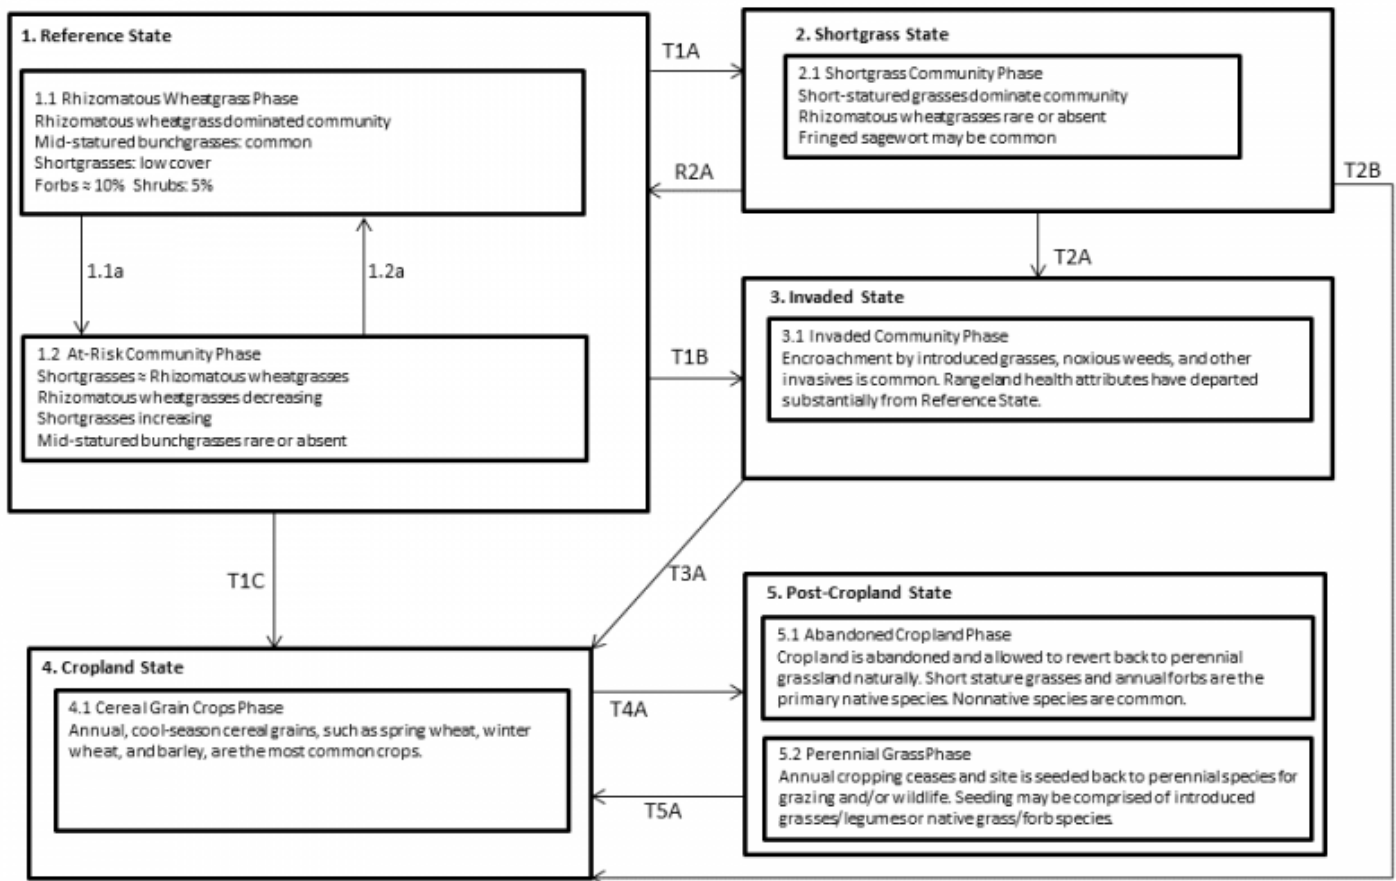 1. Reference State
1.1 Rhizomatous Wheatgrass Phase
Rhizomatous wheatgrass dominated community
Mid-statured bunchgrasses: common
Shortgrasses: low cover
Forbs ≈ 10% Shrubs: 5%
1.1a
1.2a
1.2 At-Risk Community Phase
Shortgrasses ≈ Rhizomatous wheatgrasses
Rhizomatous wheatgrasses decreasing
Shortgrasses increasing
Mid-statured bunchgrasses rare or absent
T1A
R2A
T1B
T1C
2. Shortgrass State
2.1 Shortgrass Community Phase
Short-statured grasses dominate community
Rhizomatous wheatgrasses rare or absent
Fringed sagewort may be common
T2B
T2A
3. Invaded State
3.1 Invaded Community Phase
Encroachment by introduced grasses, noxious weeds, and other
invasives is common. Rangeland health attributes have departed
substantially from Reference State.
T3A
4. Cropland State
4.1 Cereal Grain Crops Phase
Annual, cool-season cereal grains, such as spring wheat, winter
wheat, and barley, are the most common crops.
T4A
T5A
5. Post-Cropland State
5.1 Abandoned Cropland Phase
Cropland is abandoned and allowed to revert back to perennial
grassland naturally. Short stature grasses and annual forbs are the
primary native species. Nonnative species are common.
5.2 Perennial Grass Phase
Annual cropping ceases and site is seeded back to perennial species for
grazing and/or wildlife. Seeding may be comprised of introduced
grasses/legumes or native grass/forb species.